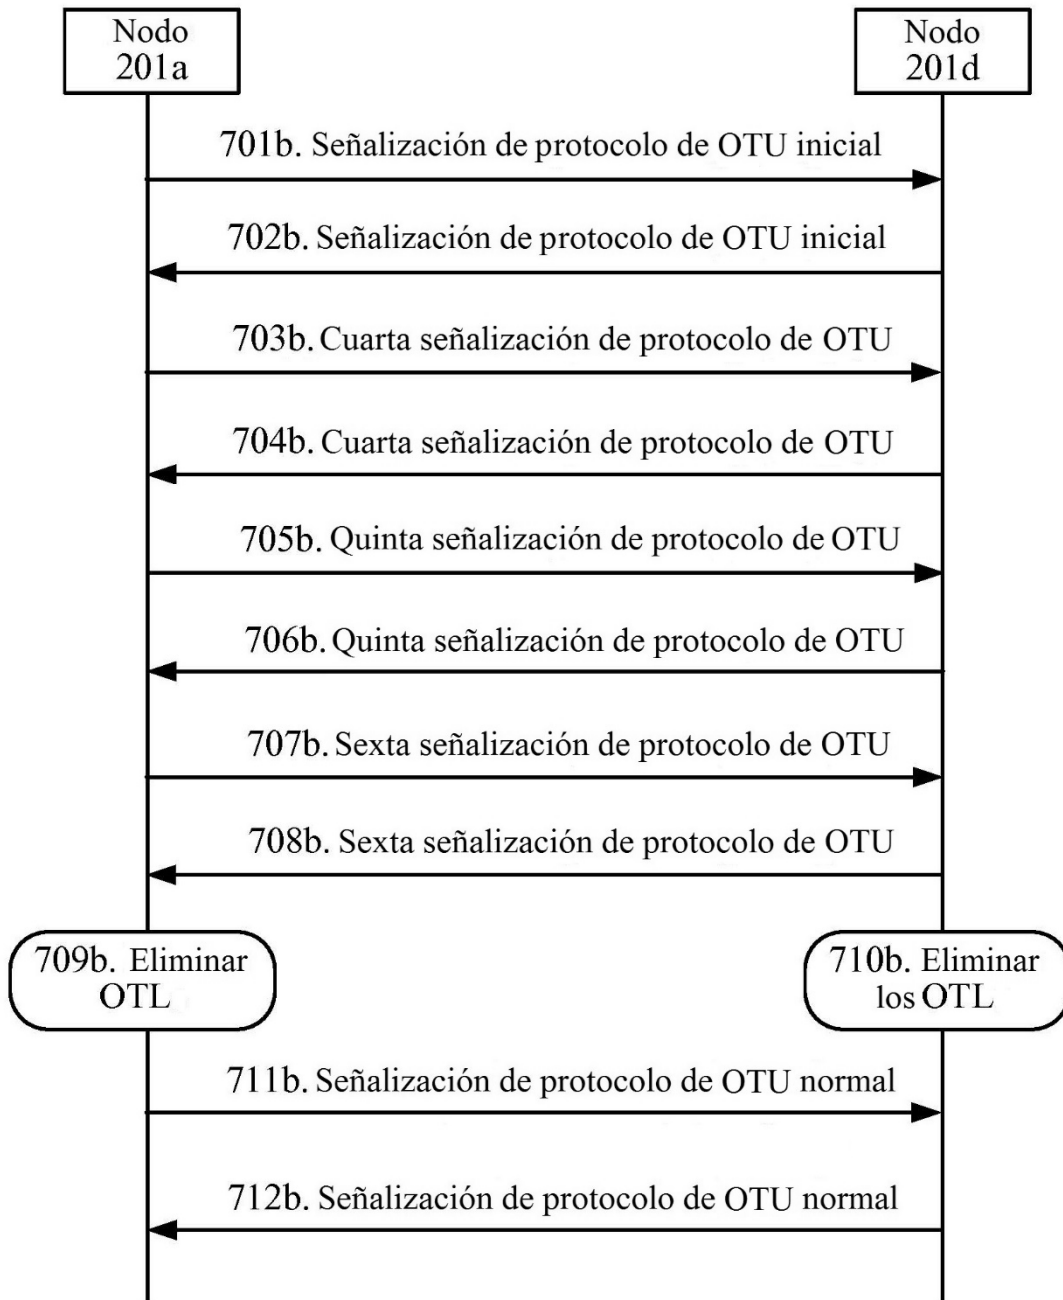 Nodo
201a
Nodo
201d
701b. Señalización de protocolo de OTU inicial
702b. Señalización de protocolo de OTU inicial
703b. Cuarta señalización de protocolo de OTU
704b. Cuarta señalización de protocolo de OTU
705b. Quinta señalización de protocolo de OTU
706b. Quinta señalización de protocolo de OTU
707b. Sexta señalización de protocolo de OTU
708b. Sexta señalización de protocolo de OTU
709b. Eliminar
OTL
710b. Eliminar
los OTL
711b. Señalización de protocolo de OTU normal
712b. Señalización de protocolo de OTU normal